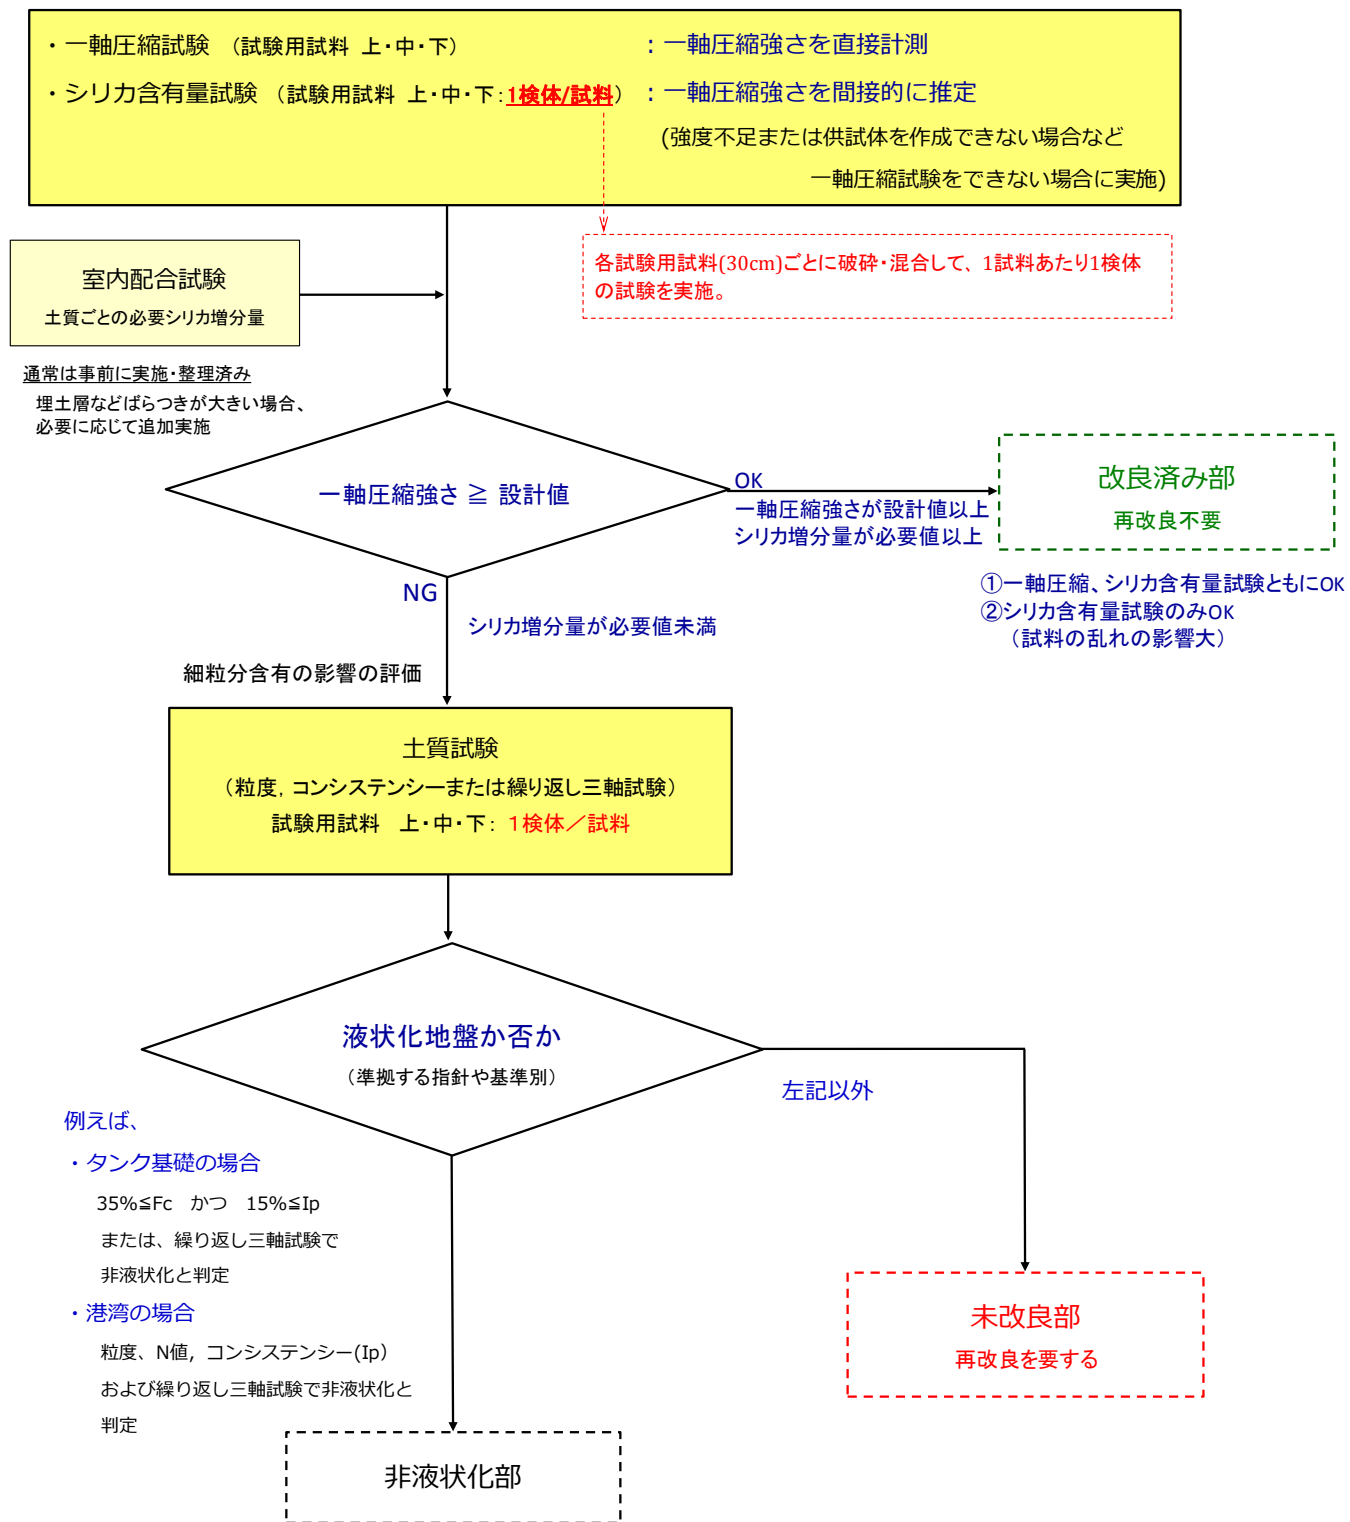 ・一軸圧縮試験 （試験用試料 上・中・下） ：一軸圧縮強さを直接計測
・シリカ含有量試験 （試験用試料 上・中・下：1検体/試料） ：一軸圧縮強さを間接的に推定
(強度不足または供試体を作成できない場合など
一軸圧縮試験をできない場合に実施)
室内配合試験
土質ごとの必要シリカ増分量
各試験用試料(30cm)ごとに破砕・混合して、1試料あたり1検体
の試験を実施。
通常は事前に実施・整理済み
埋土層などばらつきが大きい場合、
必要に応じて追加実施
一軸圧縮強さ ≧ 設計値
OK
一軸圧縮強さが設計値以上
シリカ増分量が必要値以上
改良済み部
再改良不要
①一軸圧縮、シリカ含有量試験ともにOK
②シリカ含有量試験のみOK
（試料の乱れの影響大）
NG
シリカ増分量が必要値未満
細粒分含有の影響の評価
土質試験
（粒度，コンシステンシーまたは繰り返し三軸試験）
試験用試料 上・中・下： １検体／試料
液状化地盤か否か
（準拠する指針や基準別）
左記以外
例えば、
・タンク基礎の場合
35%≦Fc かつ 15%≦Ip
または、繰り返し三軸試験で
非液状化と判定
・港湾の場合
粒度、N値，コンシステンシー(Ip）
および繰り返し三軸試験で非液状化と
判定
未改良部
再改良を要する
非液状化部